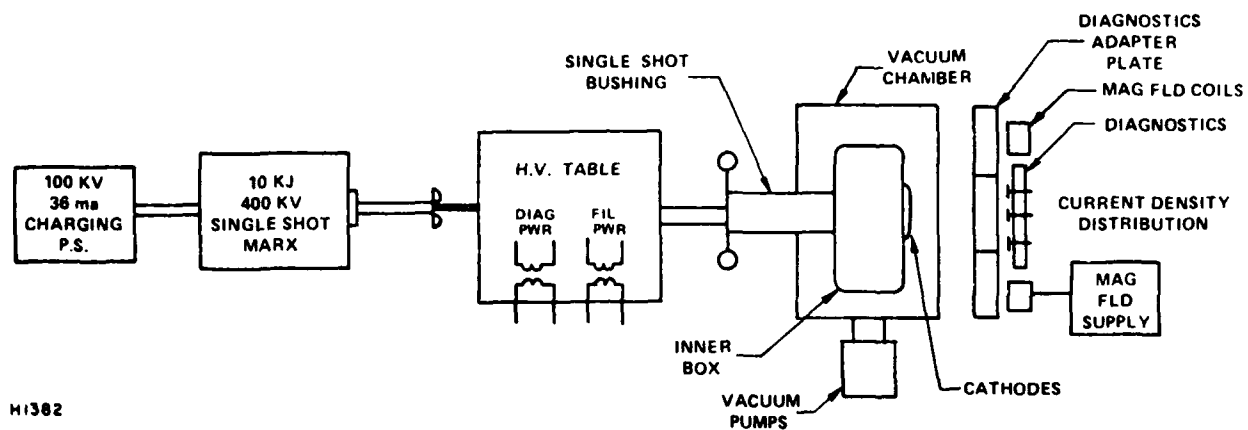 DIAGNOSTICS
ADAPTER
PLATE
SINGLE SHOT
BUSHING
VACUUM
CHAMBER
MAG FLD COILS
DIAGNOSTICS
100 KV
36 ma
CHARGING
P.S.
10 KJ
400 KV
SINGLE SHOT
MARX
H.V. TABLE
DIAG
PWR
FIL
PWR
CURRENT DENSITY
DISTRIBUTION
MAG
FLD
SUPPLY
INNER
BOX
CATHODES
VACUUM
PUMPS
H1382